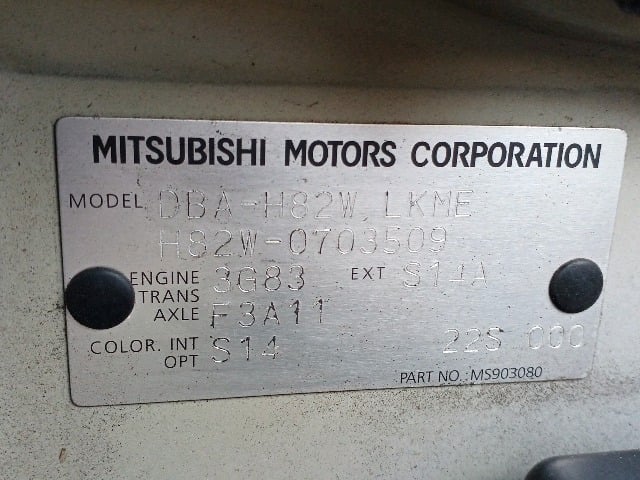 MITSUBISHI MOTORS CORPORATION
MODEL DBA-H82W LKME
H82W-0703509
ENGINE 3G83 EXT S14A
TRANS
AXLE F3A11
COLOR. INT S14 22S 000
OPT
PART NO.:MS903080